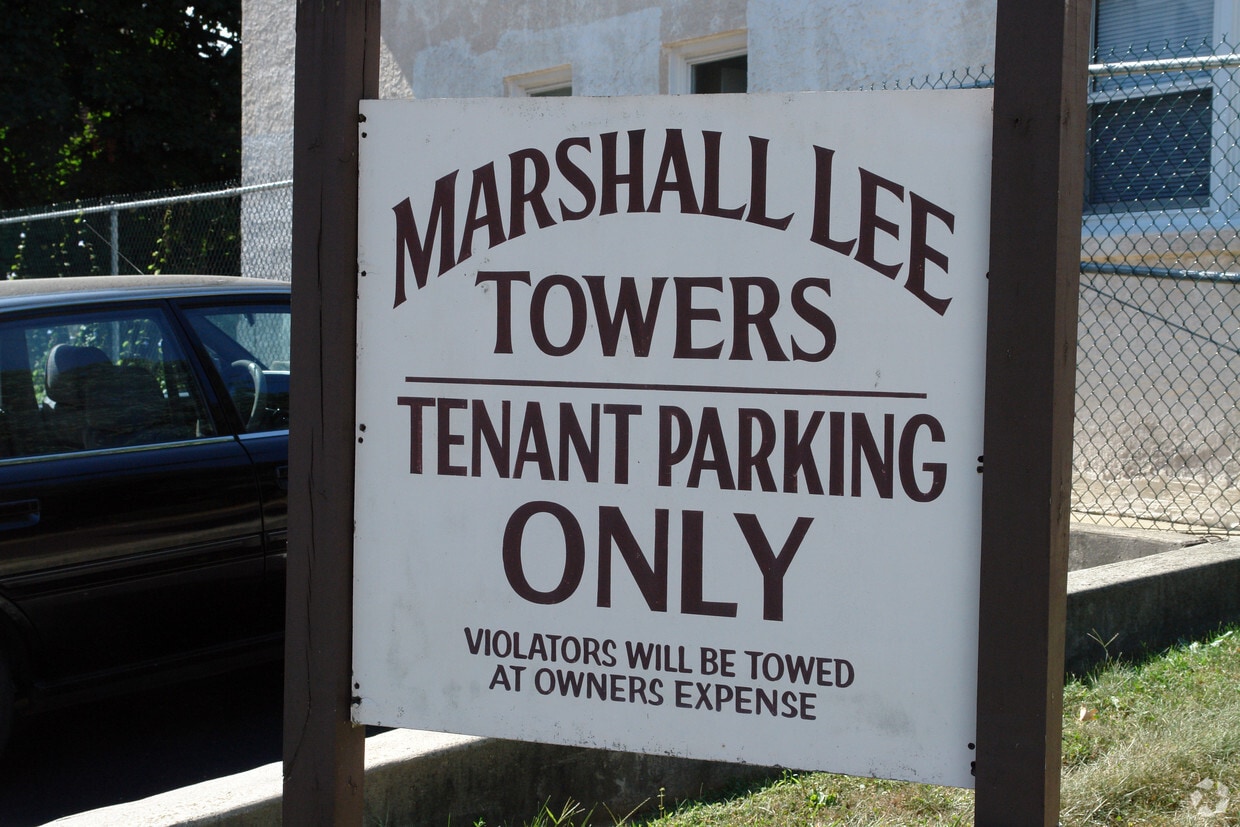 MARSHALL LEE
TOWERS
TENANT PARKING
ONLY
VIOLATORS WILL BE TOWED
AT OWNERS EXPENSE